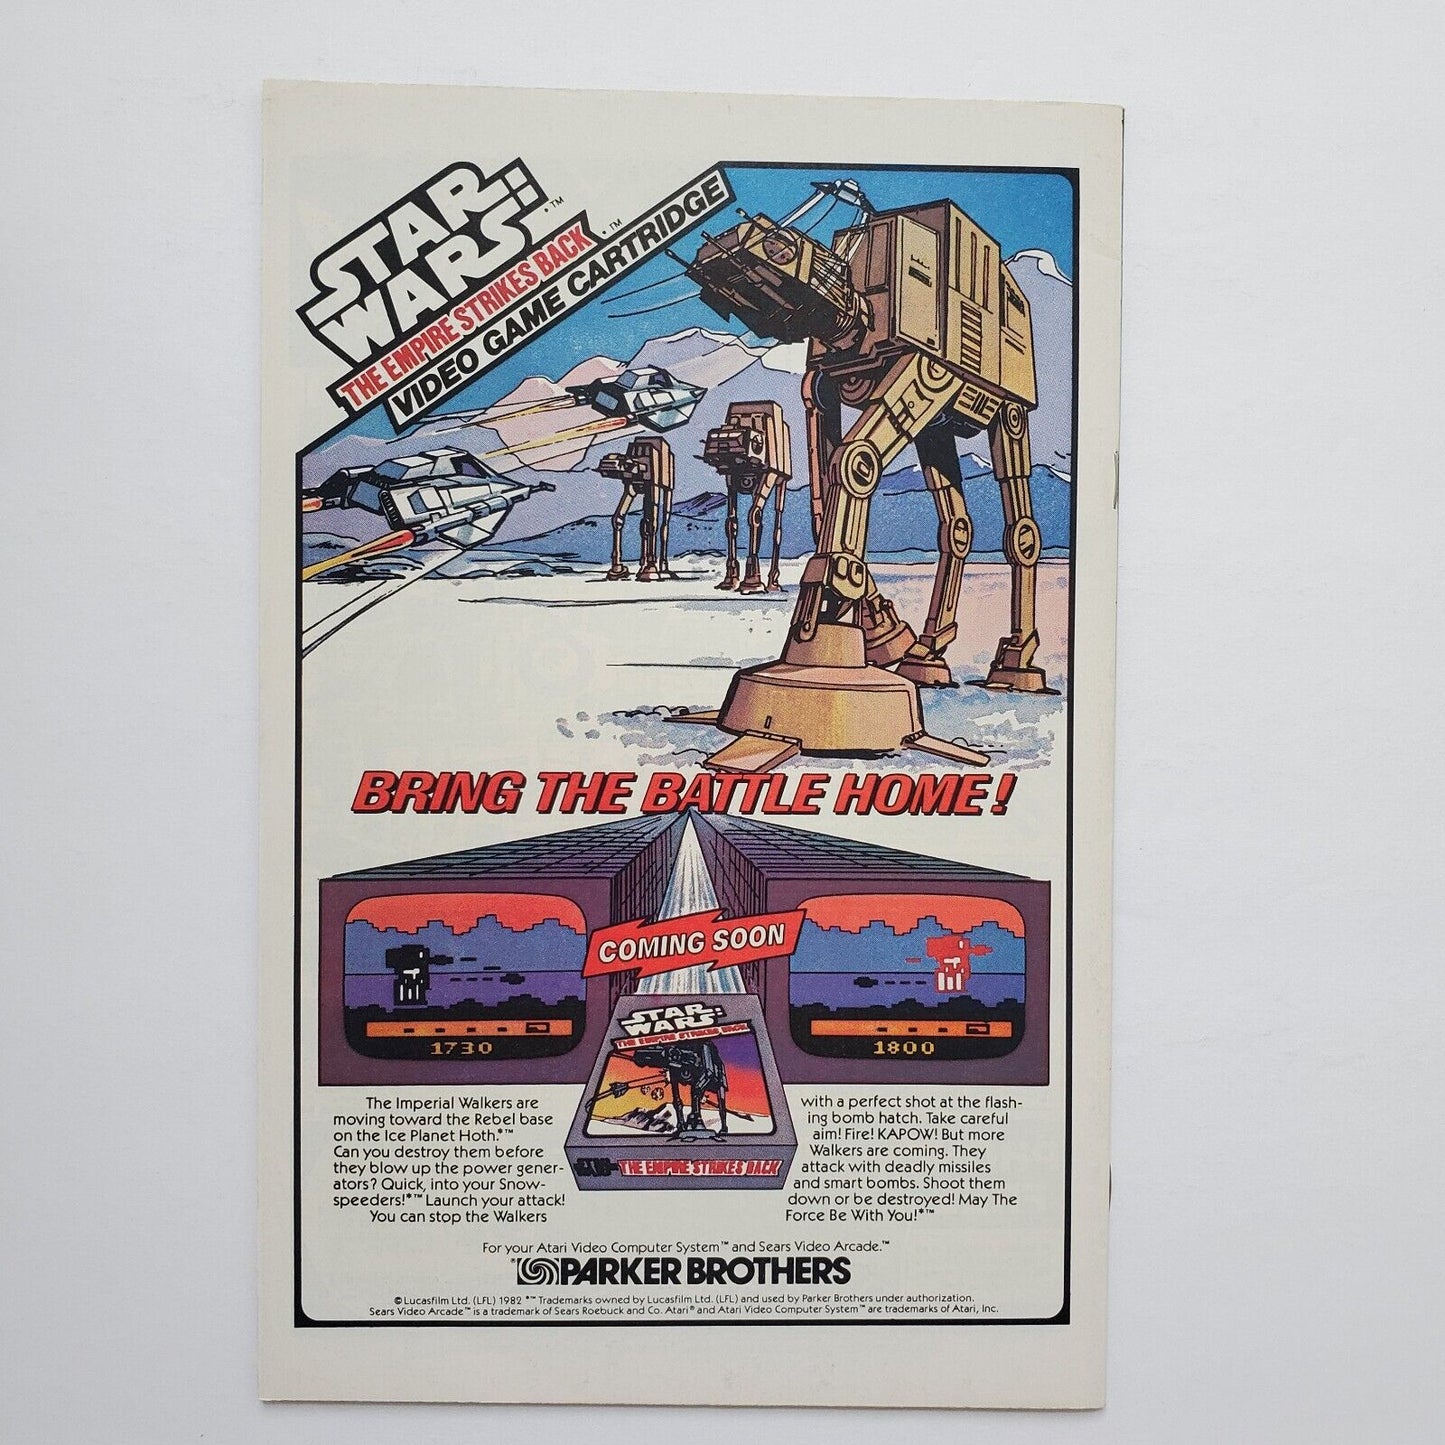 STAR
WARS:*™
THE EMPIRE STRIKES BACK*™
VIDEO GAME CARTRIDGE
BRING THE BATTLE HOME!
COMING SOON
1730
1800
STAR
WARS:
THE EMPIRE STRIKES BACK
THE EMPIRE STRIKES BACK
The Imperial Walkers are
moving toward the Rebel base
on the Ice Planet Hoth.*™
Can you destroy them before
they blow up the power gener-
ators? Quick, into your Snow-
speeders!*™ Launch your attack!
You can stop the Walkers
with a perfect shot at the flash-
ing bomb hatch. Take careful
aim! Fire! KAPOW! But more
Walkers are coming. They
attack with deadly missiles
and smart bombs. Shoot them
down or be destroyed! May The
Force Be With You!*™
For your Atari Video Computer System™ and Sears Video Arcade.™
®PARKER BROTHERS
©Lucasfilm Ltd. (LFL) 1982 *™ Trademarks owned by Lucasfilm Ltd. (LFL) and used by Parker Brothers under authorization.
Sears Video Arcade™ is a trademark of Sears Roebuck and Co. Atari® and Atari Video Computer System™ are trademarks of Atari, Inc.